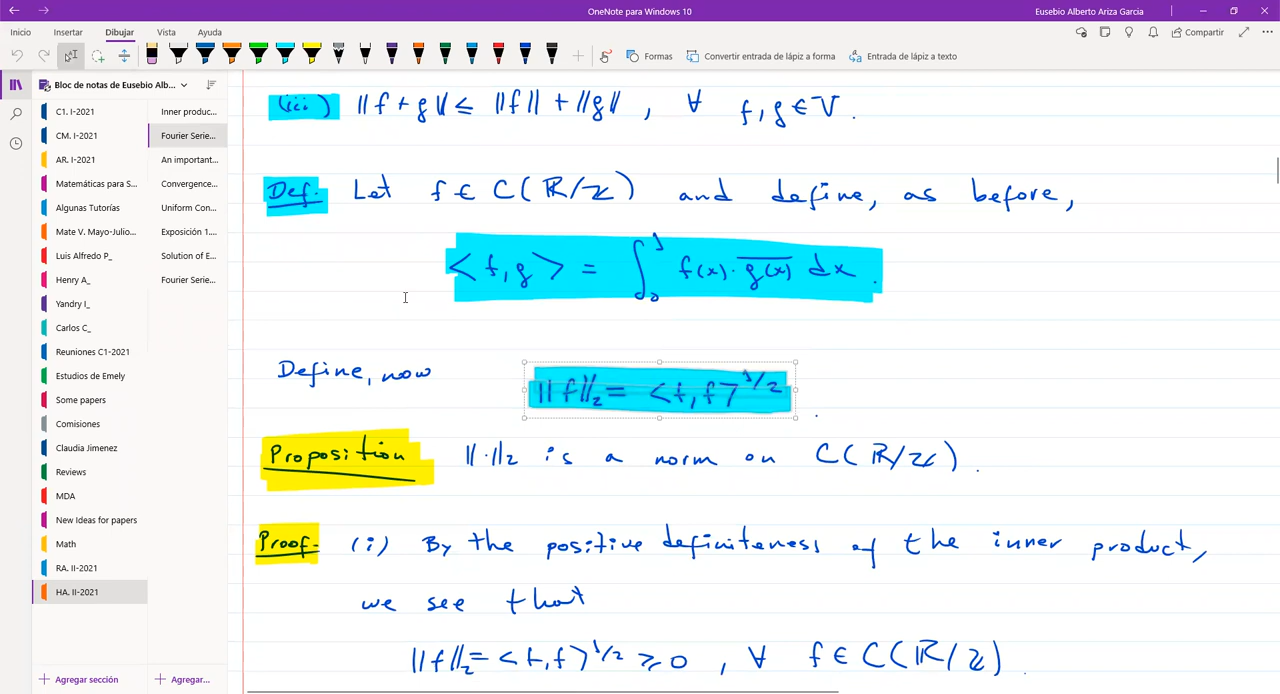 OneNote para Windows 10
Eusebio Alberto Ariza Garcia
Inicio
Insertar
Dibujar
Vista
Ayuda
Compartir
Formas
Convertir entrada de lápiz a forma
Entrada de lápiz a texto
Bloc de notas de Eusebio Alb...
C1. I-2021
CM. I-2021
AR. I-2021
Matemáticas para S...
Algunas Tutorías
Mate V. Mayo-Julio...
Luis Alfredo P_
Henry A_
Yandry I_
Carlos C_
Reuniones C1-2021
Estudios de Emely
Some papers
Comisiones
Claudia Jimenez
Reviews
MDA
New Ideas for papers
Math
RA. II-2021
HA. II-2021
Agregar sección
Inner produc...
Fourier Serie...
An important...
Convergence...
Uniform Con...
Exposición 1....
Solution of E...
Fourier Serie...
Agregar...
(iii) ||f+g|| ≤ ||f|| + ||g||, ∀ f,g ∈ V.
Def. Let f ∈ C(ℝ/ℤ) and define, as before,
<f,g> = ∫₀¹ f(x)·\overline{g(x)} dx.
Define, now ||f||₂ = <f,f>^{1/2}.
Proposition ||·||₂ is a norm on C(ℝ/ℤ).
Proof. (i) By the positive definiteness of the inner product,
we see that
||f||₂ = <f,f>^{1/2} ≥ 0, ∀ f ∈ C(ℝ/ℤ).